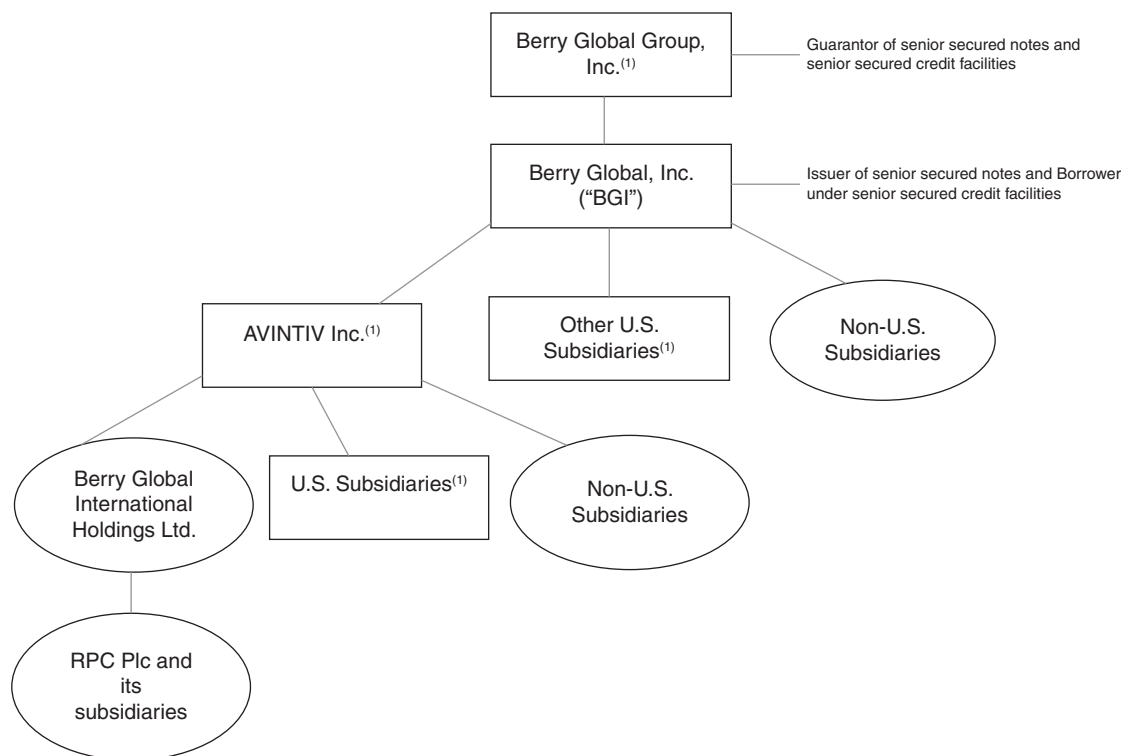 Berry Global Group,
Inc.(1)
Guarantor of senior secured notes and
senior secured credit facilities
Berry Global, Inc.
(“BGI”)
Issuer of senior secured notes and Borrower
under senior secured credit facilities
AVINTIV Inc.(1)
Other U.S.
Subsidiaries(1)
Non-U.S.
Subsidiaries
Berry Global
International
Holdings Ltd.
U.S. Subsidiaries(1)
Non-U.S.
Subsidiaries
RPC Plc and
its
subsidiaries